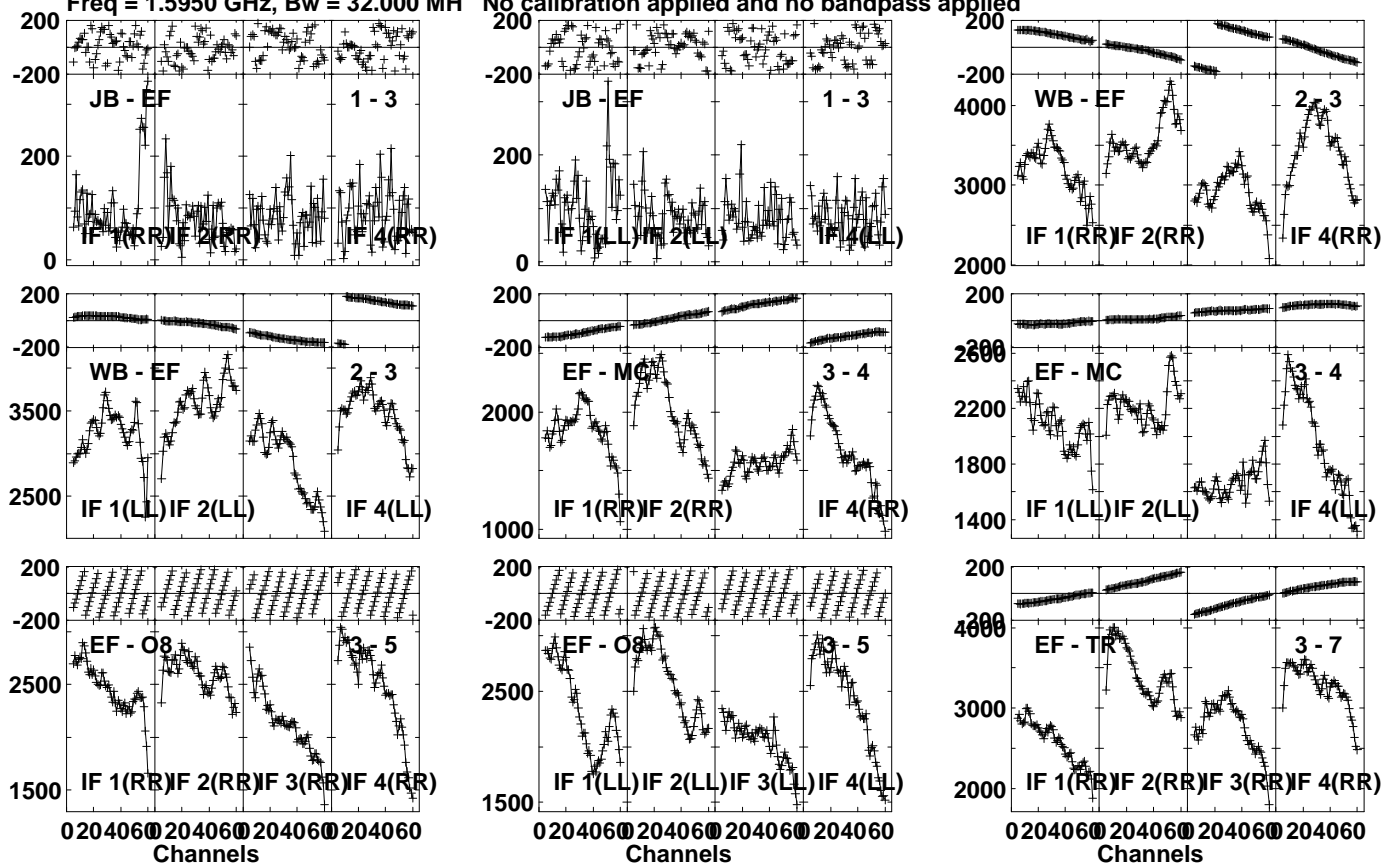 Freq = 1.5950 GHz, Bw = 32.000 MH No calibration applied and no bandpass applied
200
-200
JB - EF 1 - 3
200
0
IF 1(RR) IF 2(RR) IF 4(RR)
200
-200
JB - EF 1 - 3
200
0
IF 1(LL) IF 2(LL) IF 4(LL)
200
-200
WB - EF 2 - 3
4000
3000
2000
IF 1(RR) IF 2(RR) IF 4(RR)
200
-200
WB - EF 2 - 3
3500
2500
IF 1(LL) IF 2(LL) IF 4(LL)
200
-200
EF - MC 3 - 4
2000
1000
IF 1(RR) IF 2(RR) IF 4(RR)
200
-200
2600
EF - MC 3 - 4
2200
1800
1400
IF 1(LL) IF 2(LL) IF 4(LL)
200
-200
EF - O8 3 - 5
2500
1500
IF 1(RR) IF 2(RR) IF 3(RR) IF 4(RR)
0 20 40 60 0 20 40 60 0 20 40 60 0 20 40 60
Channels
200
-200
EF - O8 3 - 5
2500
1500
IF 1(LL) IF 2(LL) IF 3(LL) IF 4(LL)
0 20 40 60 0 20 40 60 0 20 40 60 0 20 40 60
Channels
200
-200
4000
EF - TR 3 - 7
3000
2000
IF 1(RR) IF 2(RR) IF 3(RR) IF 4(RR)
0 20 40 60 0 20 40 60 0 20 40 60 0 20 40 60
Channels